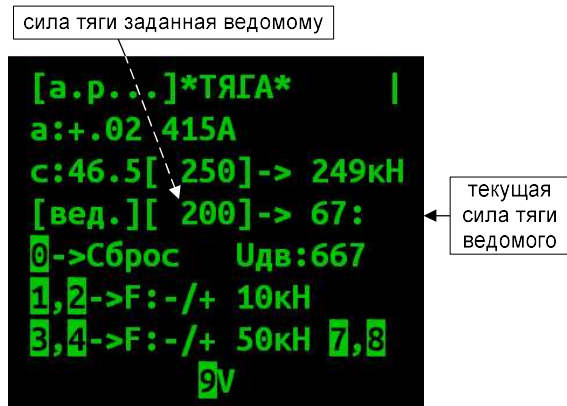 сила тяги заданная ведомому
[а.р...]*ТЯГА* |
а:+.02 415А
с:46.5[ 250]-> 249кН
[вед.][ 200]-> 67:
текущая
сила тяги
ведомого
0->Сброс Uдв:667
1,2->F:-/+ 10кН
3,4->F:-/+ 50кН 7,8
9V